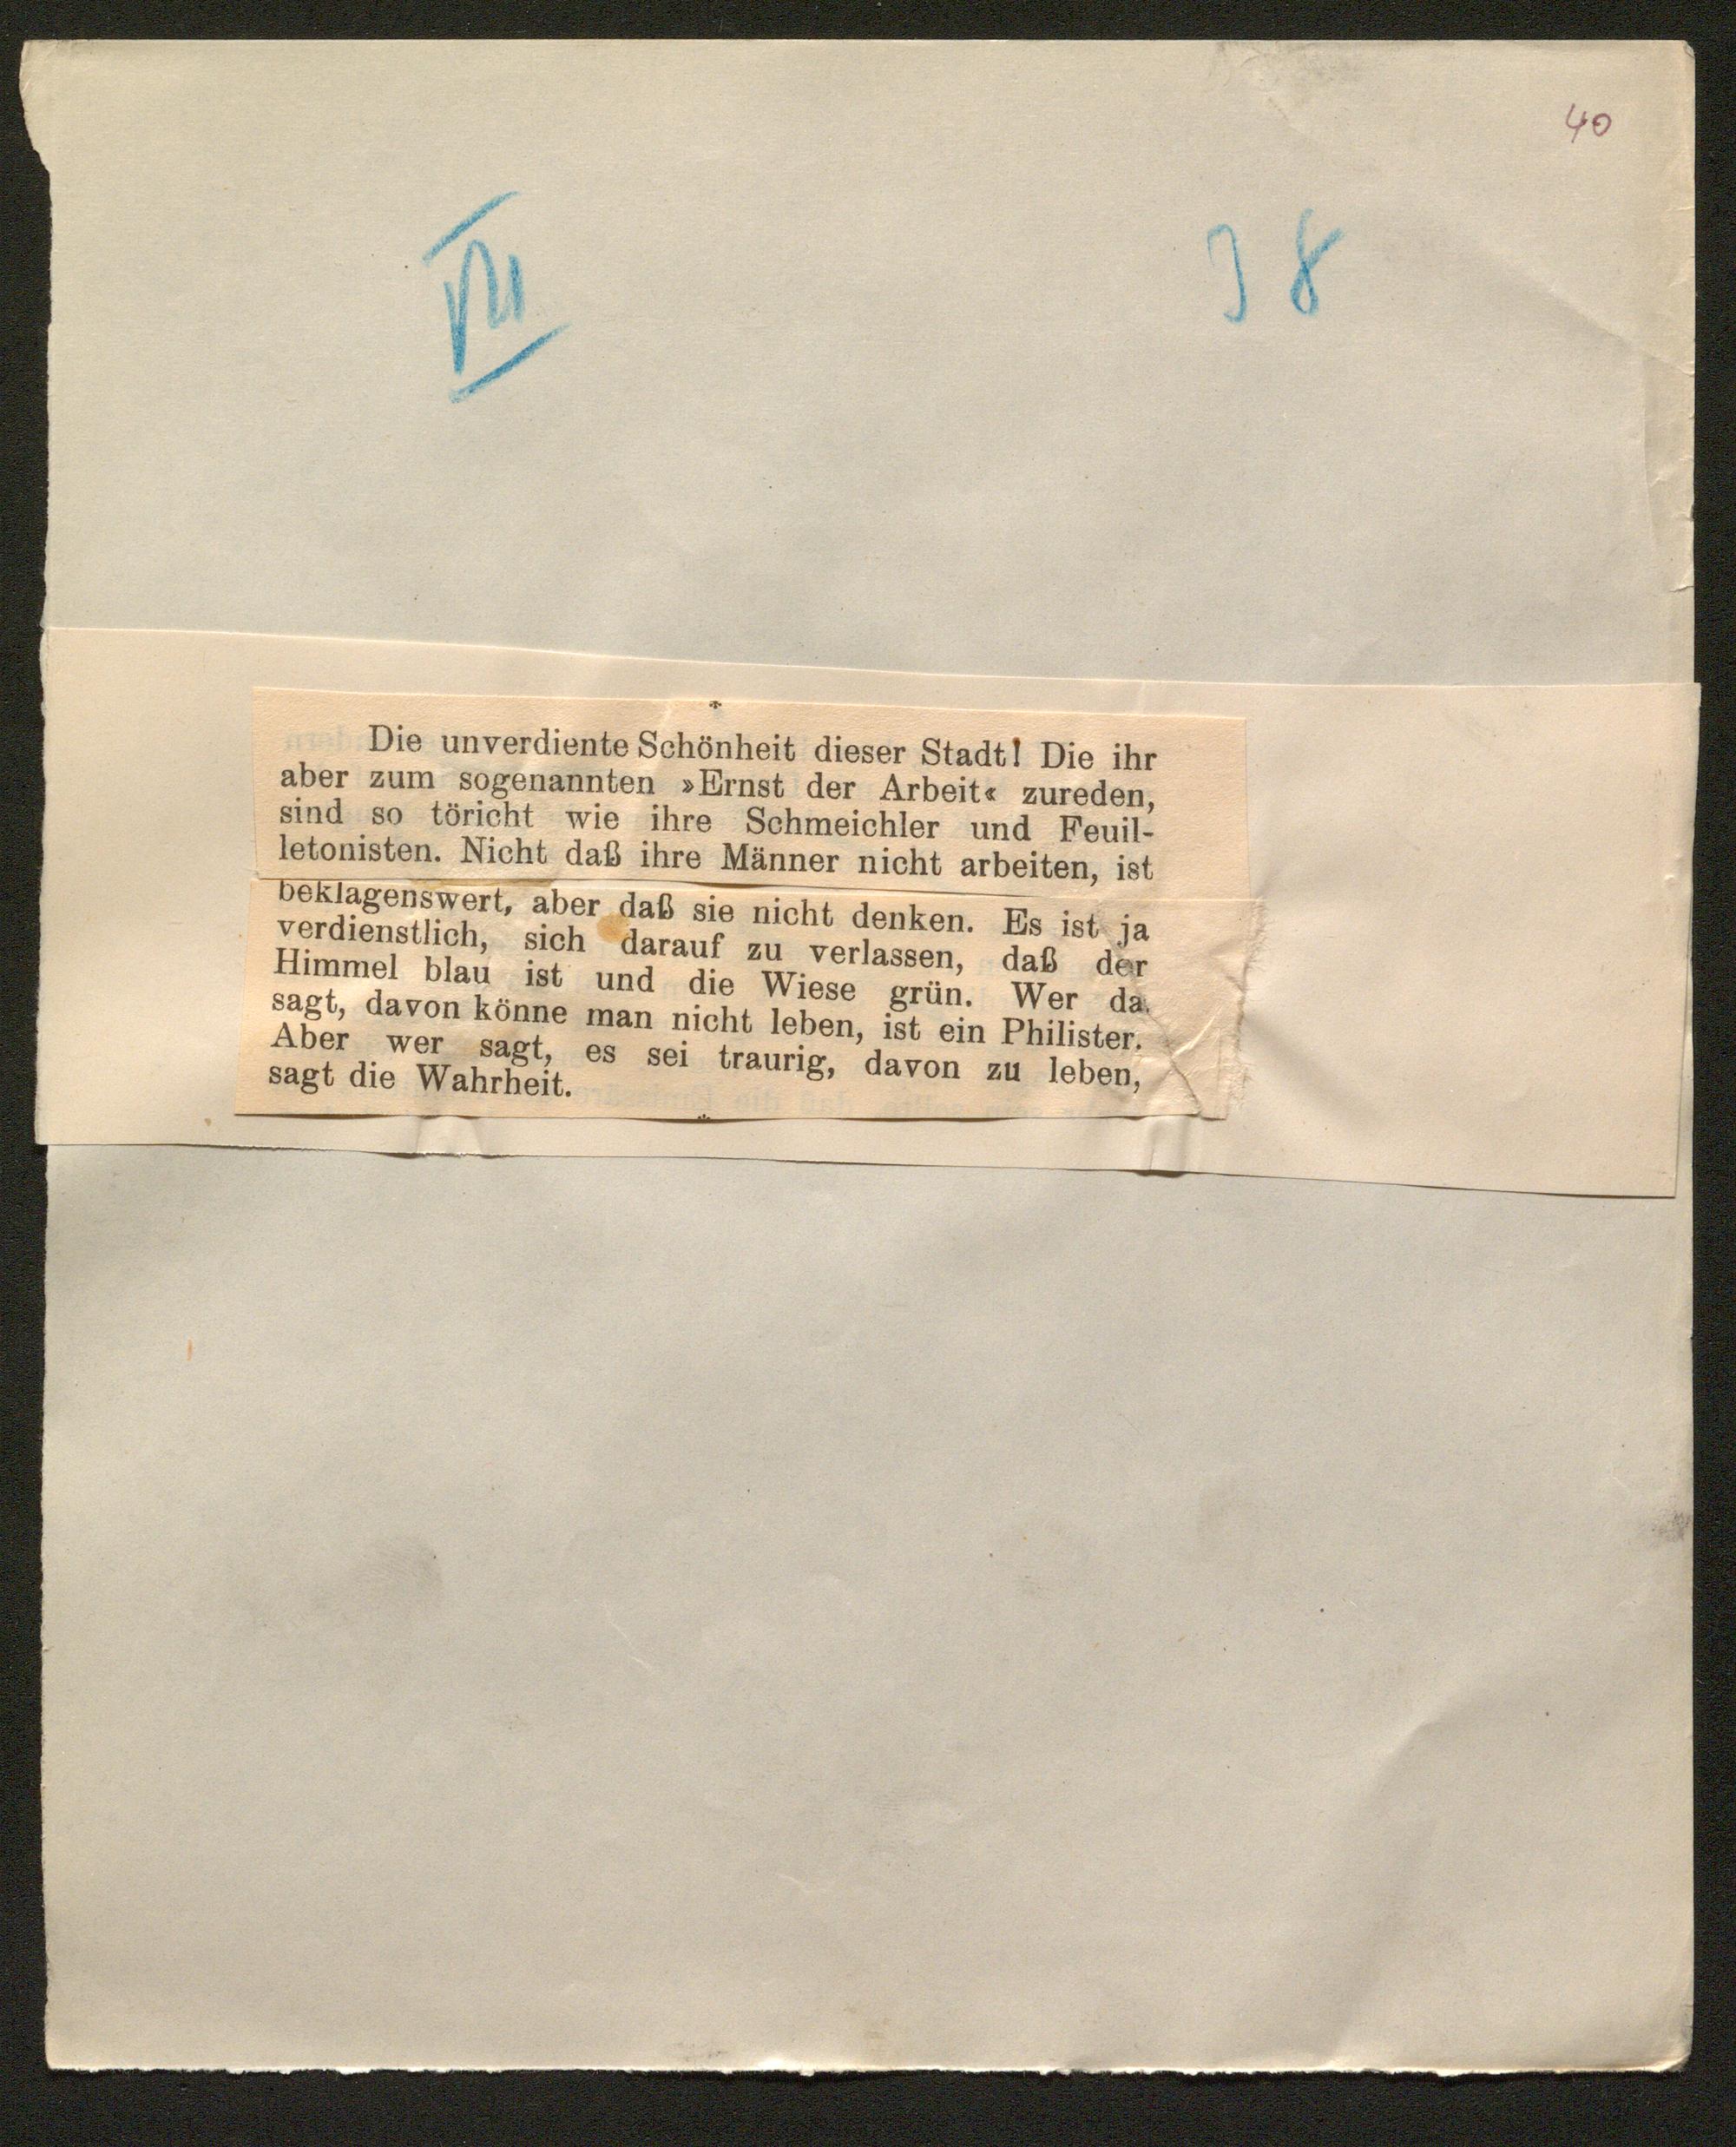 40
VII
38
*
Die unverdiente Schönheit dieser Stadt! Die ihr
aber zum sogenannten »Ernst der Arbeit« zureden,
sind so töricht wie ihre Schmeichler und Feuil-
letonisten. Nicht daß ihre Männer nicht arbeiten, ist
beklagenswert, aber daß sie nicht denken. Es ist ja
verdienstlich, sich darauf zu verlassen, daß der
Himmel blau ist und die Wiese grün. Wer da
sagt, davon könne man nicht leben, ist ein Philister.
Aber wer sagt, es sei traurig, davon zu leben,
sagt die Wahrheit.
*